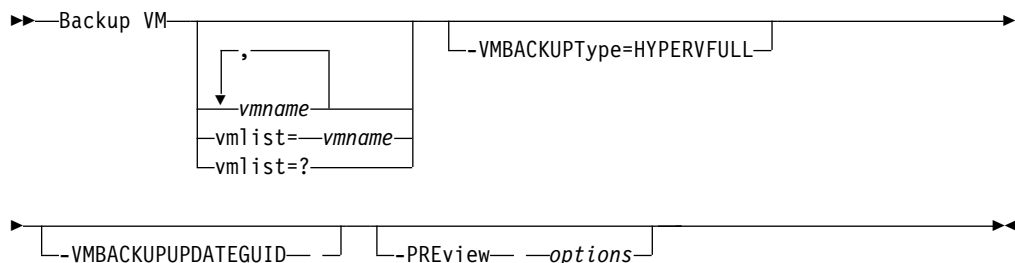 Backup VM
-VMBACKUPType=HYPERVFULL
,
vmname
vmlist= vmname
vmlist=?
-VMBACKUPUPDATEGUID
-PREview options